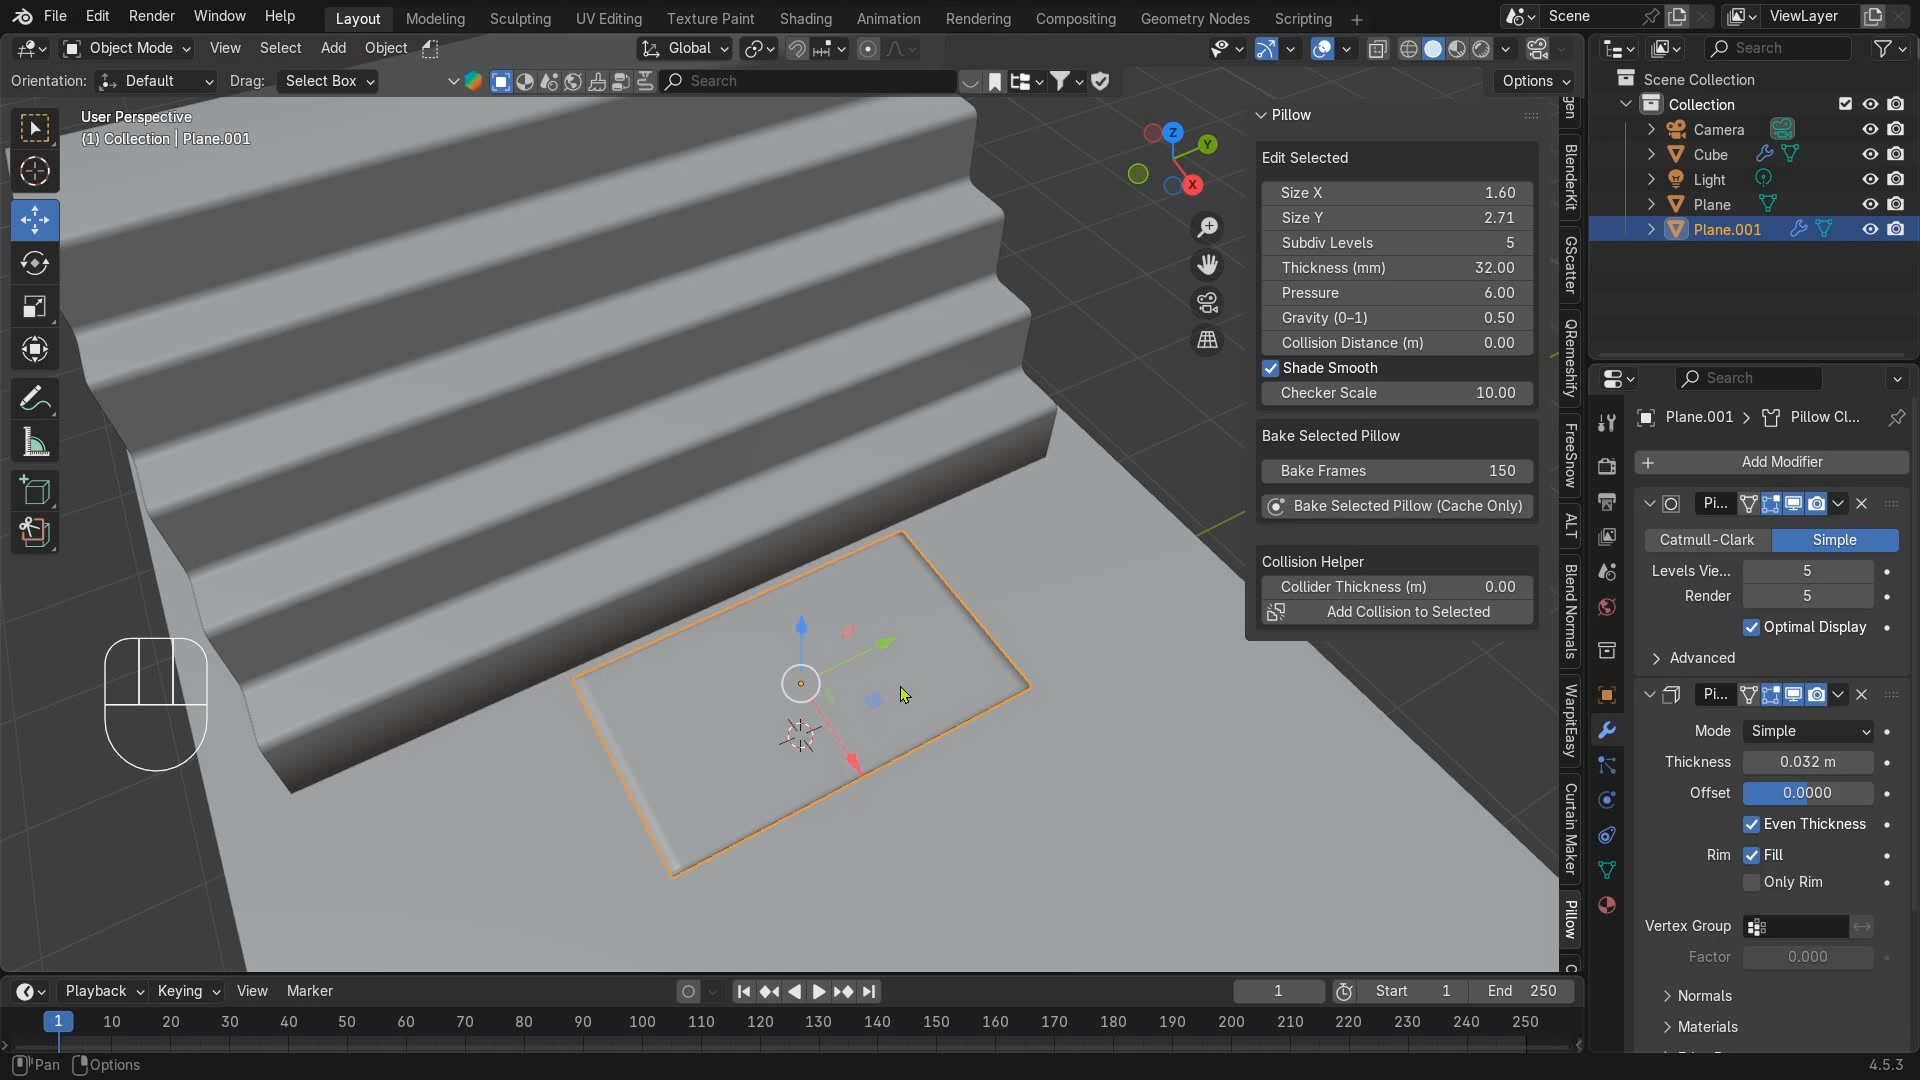 File Edit Render Window Help Layout Modeling Sculpting UV Editing Texture Paint Shading Animation Rendering Compositing Geometry Nodes Scripting + Scene ViewLayer
Object Mode View Select Add Object Global Search
Orientation: Default Drag: Select Box Search Options
User Perspective
(1) Collection | Plane.001
Z
Y
X
Pillow
Edit Selected
Size X 1.60
Size Y 2.71
Subdiv Levels 5
Thickness (mm) 32.00
Pressure 6.00
Gravity (0–1) 0.50
Collision Distance (m) 0.00
Shade Smooth
Checker Scale 10.00
Bake Selected Pillow
Bake Frames 150
Bake Selected Pillow (Cache Only)
Collision Helper
Collider Thickness (m) 0.00
Add Collision to Selected
BlenderKit
GScatter
QRemeshify
FreeSnow
ALT
Blend Normals
WarpitEasy
Curtain Maker
Pillow
Scene Collection
Collection
Camera
Cube
Light
Plane
Plane.001
Search
Plane.001 > Pillow Cl...
+ Add Modifier
Pi...
Catmull-Clark Simple
Levels Vie... 5
Render 5
Optimal Display
Advanced
Pi...
Mode Simple
Thickness 0.032 m
Offset 0.0000
Even Thickness
Rim Fill
Only Rim
Vertex Group
Factor 0.000
Normals
Materials
Playback Keying View Marker 1 Start 1 End 250
1 10 20 30 40 50 60 70 80 90 100 110 120 130 140 150 160 170 180 190 200 210 220 230 240 250
Pan Options 4.5.3